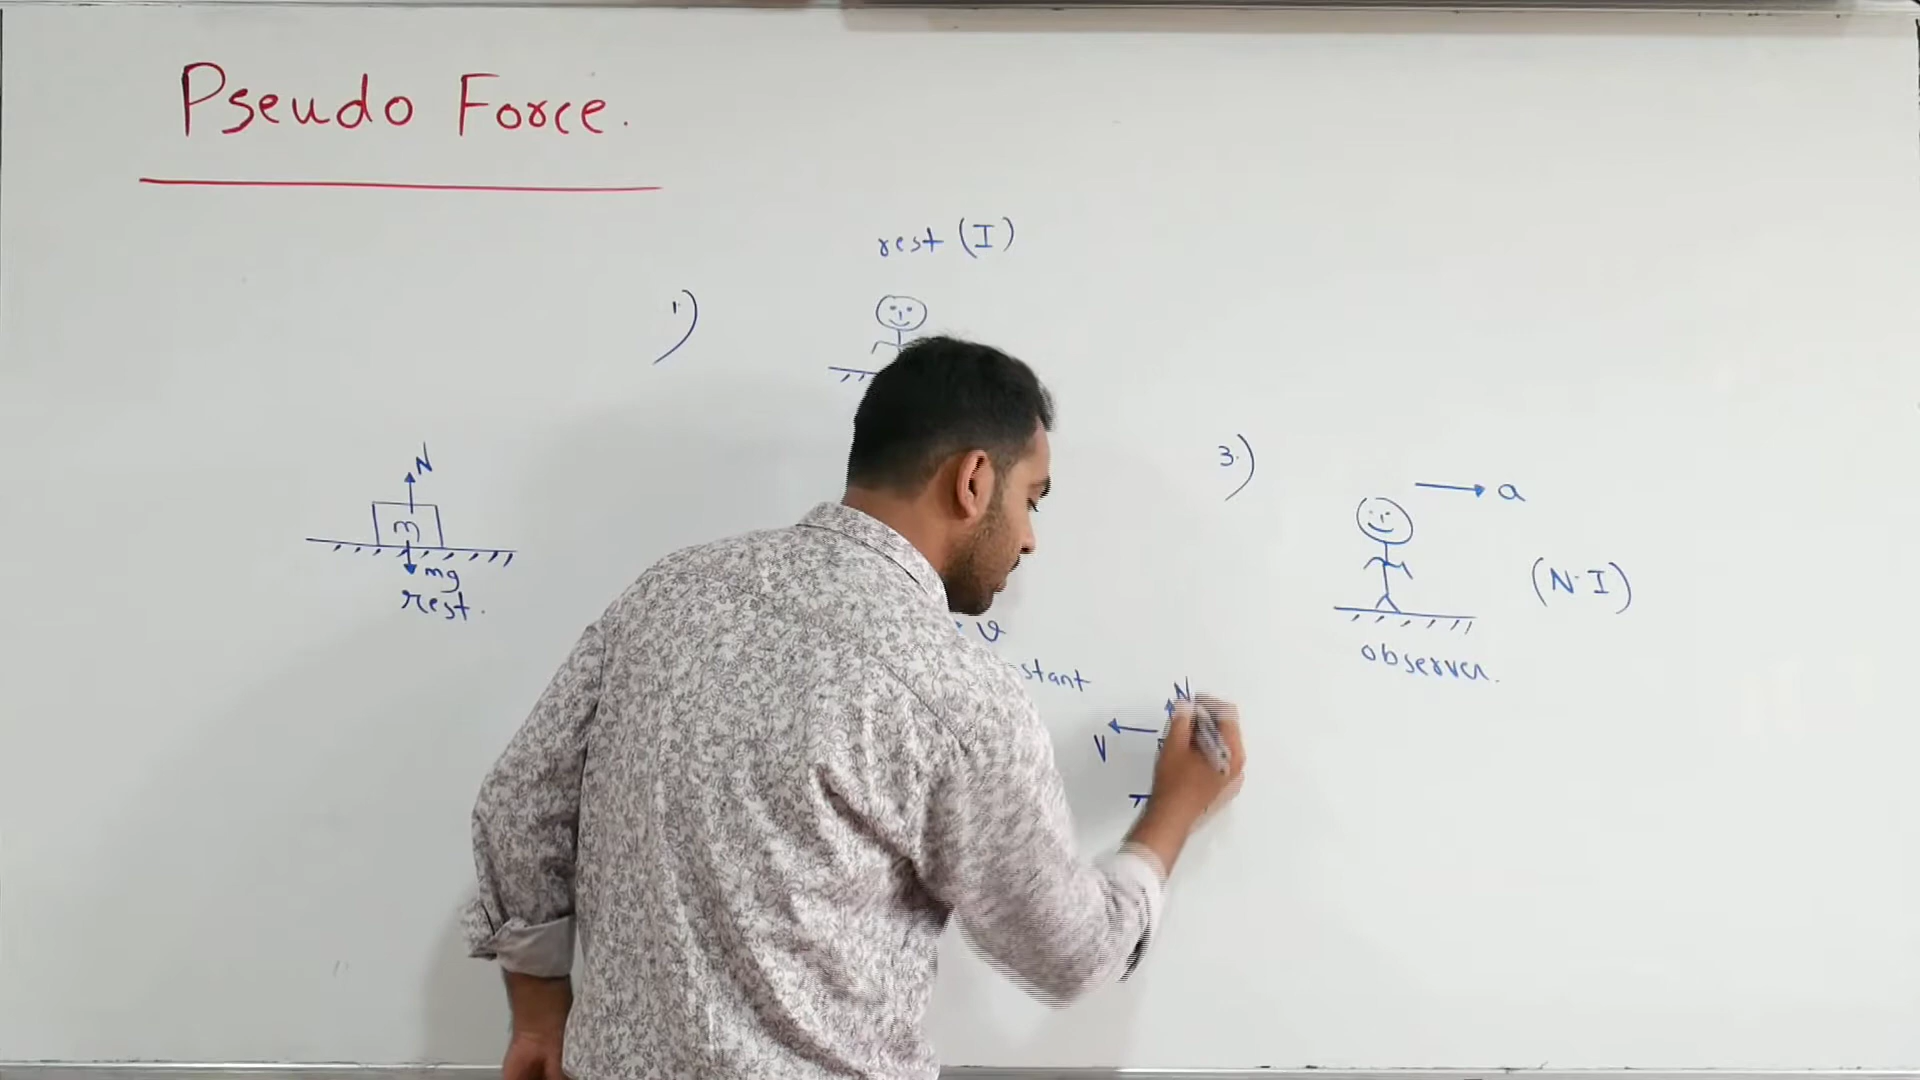 Pseudo Force.
rest (I)
1.)
N
m
mg
rest.
3.)
a
(N.I)
observer.
v
stant
N
V